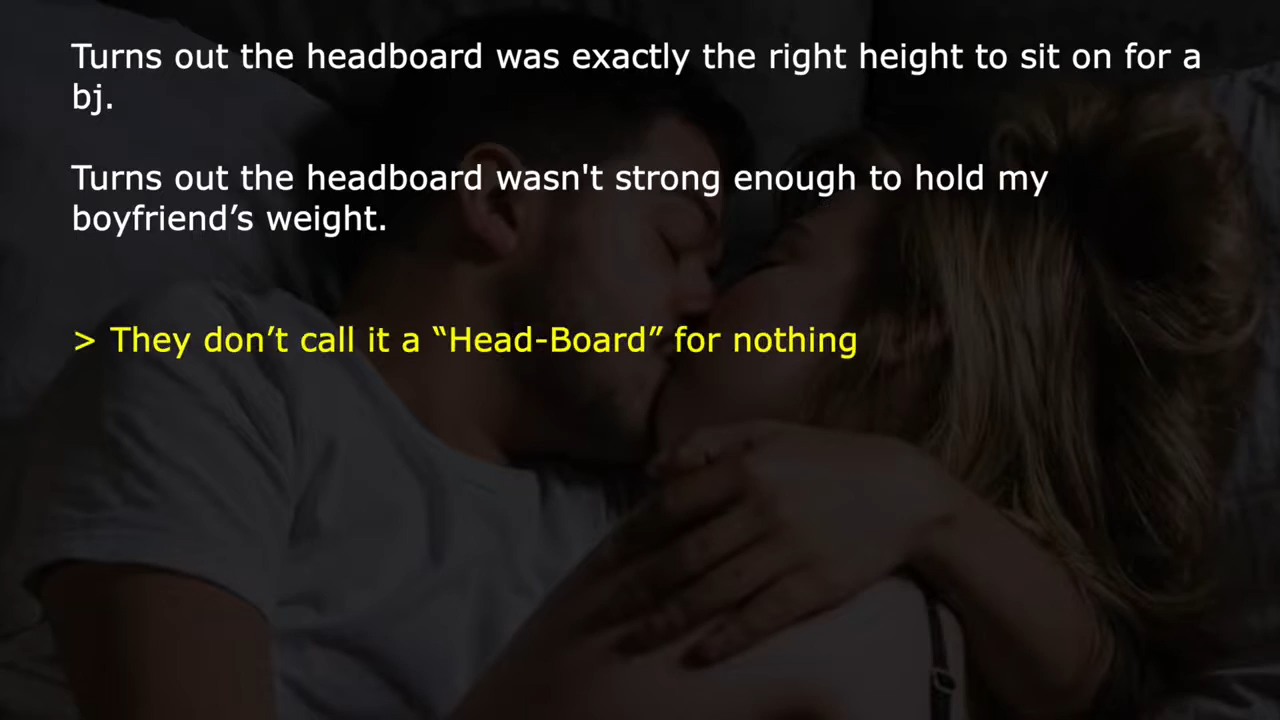 Turns out the headboard was exactly the right height to sit on for a
bj.
Turns out the headboard wasn't strong enough to hold my
boyfriend’s weight.
> They don’t call it a “Head-Board” for nothing